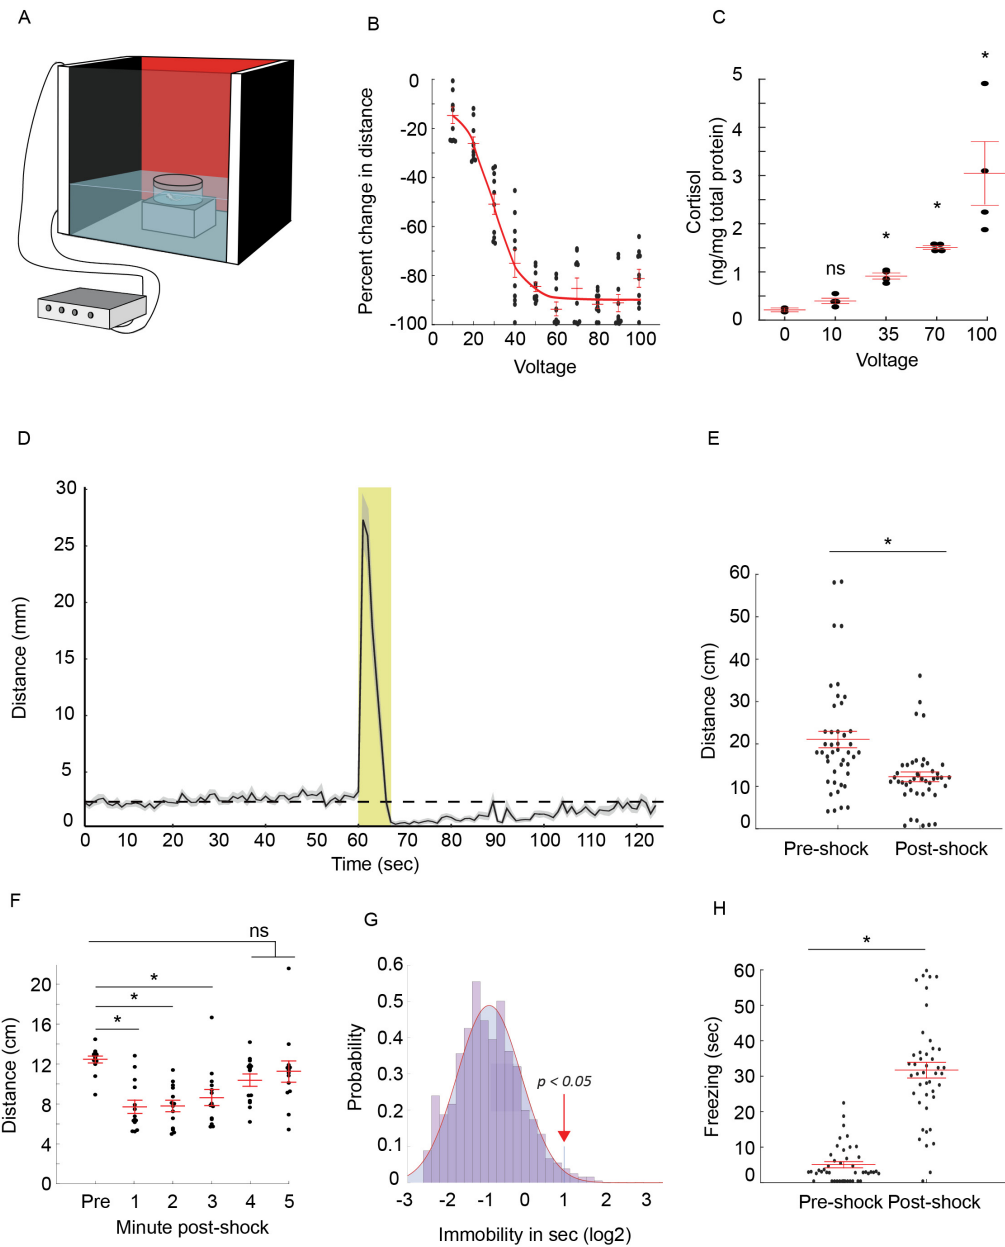 A
B
C
0
-20
-40
-60
-80
-100
Percent change in distance
0 20 40 60 80 100
Voltage
5
4
3
2
1
0
Cortisol
(ng/mg total protein)
ns
*
*
*
0 10 35 70 100
Voltage
D
30
25
20
15
10
5
0
Distance (mm)
0 10 20 30 40 50 60 70 80 90 100 110 120
Time (sec)
E
*
60
50
40
30
20
10
0
Distance (cm)
Pre-shock Post-shock
F
ns
*
*
*
20
16
12
8
4
0
Distance (cm)
Pre 1 2 3 4 5
Minute post-shock
G
0.6
0.5
0.4
0.3
0.2
0.1
0
Probability
p < 0.05
-3 -2 -1 0 1 2 3
Immobility in sec (log2)
H
*
60
50
40
30
20
10
0
Freezing (sec)
Pre-shock Post-shock